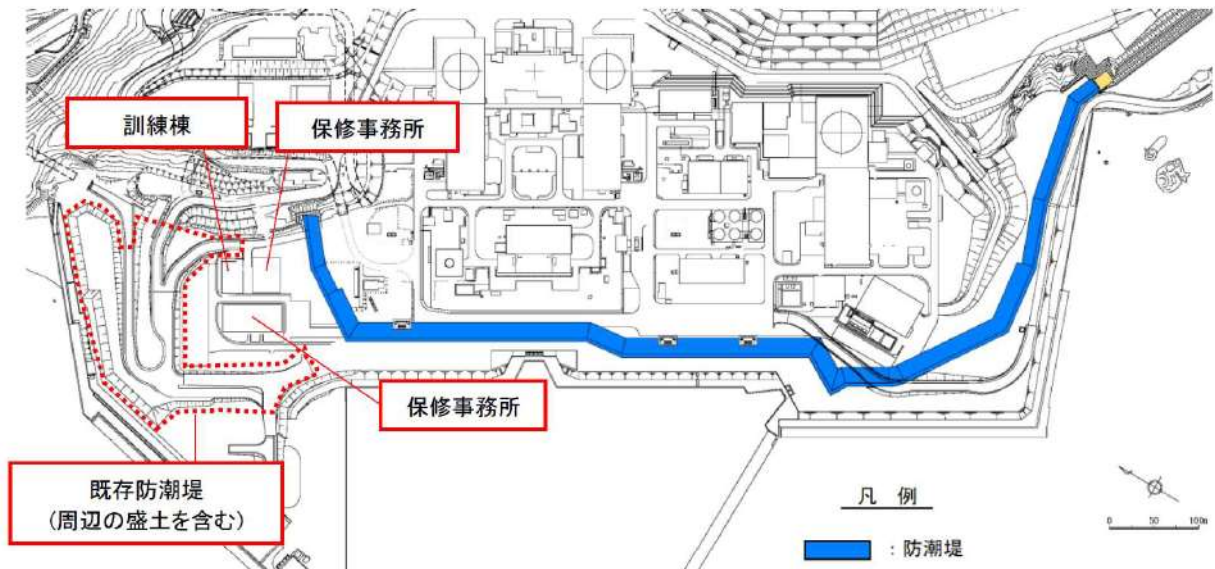 訓練棟
保修事務所
保修事務所
既存防潮堤
(周辺の盛土を含む)
凡 例
：防潮堤
0 50 100m